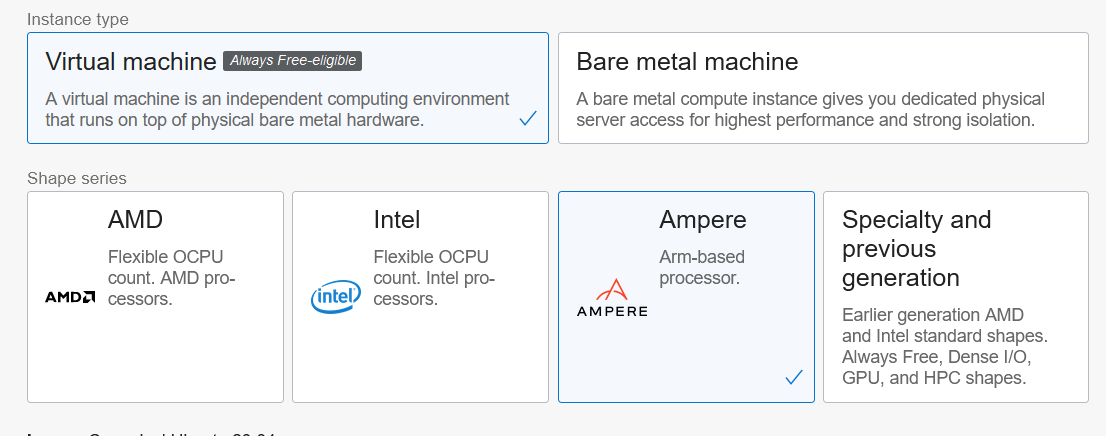 Instance type
Virtual machine Always Free-eligible
A virtual machine is an independent computing environment
that runs on top of physical bare metal hardware.
Bare metal machine
A bare metal compute instance gives you dedicated physical
server access for highest performance and strong isolation.
Shape series
AMD
Flexible OCPU
count. AMD pro-
cessors.
AMD
Intel
Flexible OCPU
count. Intel pro-
cessors.
intel
Ampere
Arm-based
processor.
AMPERE
Specialty and
previous
generation
Earlier generation AMD
and Intel standard shapes.
Always Free, Dense I/O,
GPU, and HPC shapes.